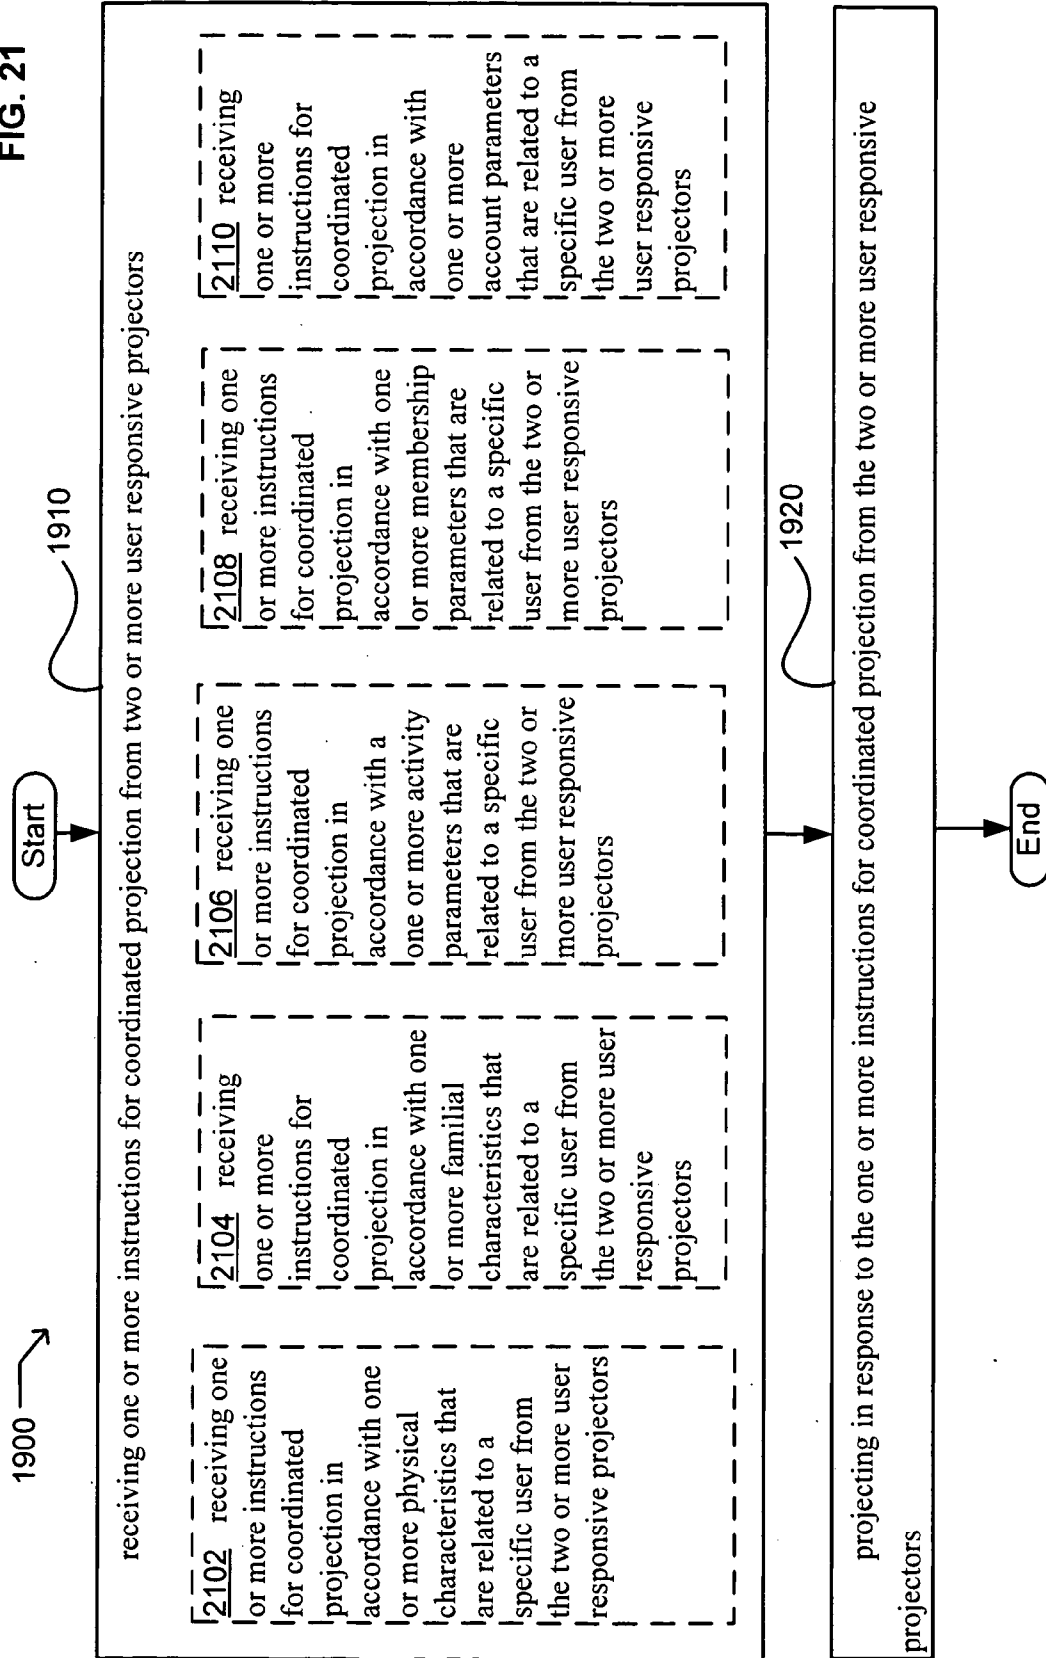 FIG. 21
1900
Start
1910
receiving one or more instructions for coordinated projection from two or more user responsive projectors
2102 receiving one
or more instructions
for coordinated
projection in
accordance with one
or more physical
characteristics that
are related to a
specific user from
the two or more user
responsive projectors
2104 receiving
one or more
instructions for
coordinated
projection in
accordance with one
or more familial
characteristics that
are related to a
specific user from
the two or more user
responsive
projectors
2106 receiving one
or more instructions
for coordinated
projection in
accordance with a
one or more activity
parameters that are
related to a specific
user from the two or
more user responsive
projectors
2108 receiving one
or more instructions
for coordinated
projection in
accordance with one
or more membership
parameters that are
related to a specific
user from the two or
more user responsive
projectors
2110 receiving
one or more
instructions for
coordinated
projection in
accordance with
one or more
account parameters
that are related to a
specific user from
the two or more
user responsive
projectors
1920
projecting in response to the one or more instructions for coordinated projection from the two or more user responsive
projectors
End